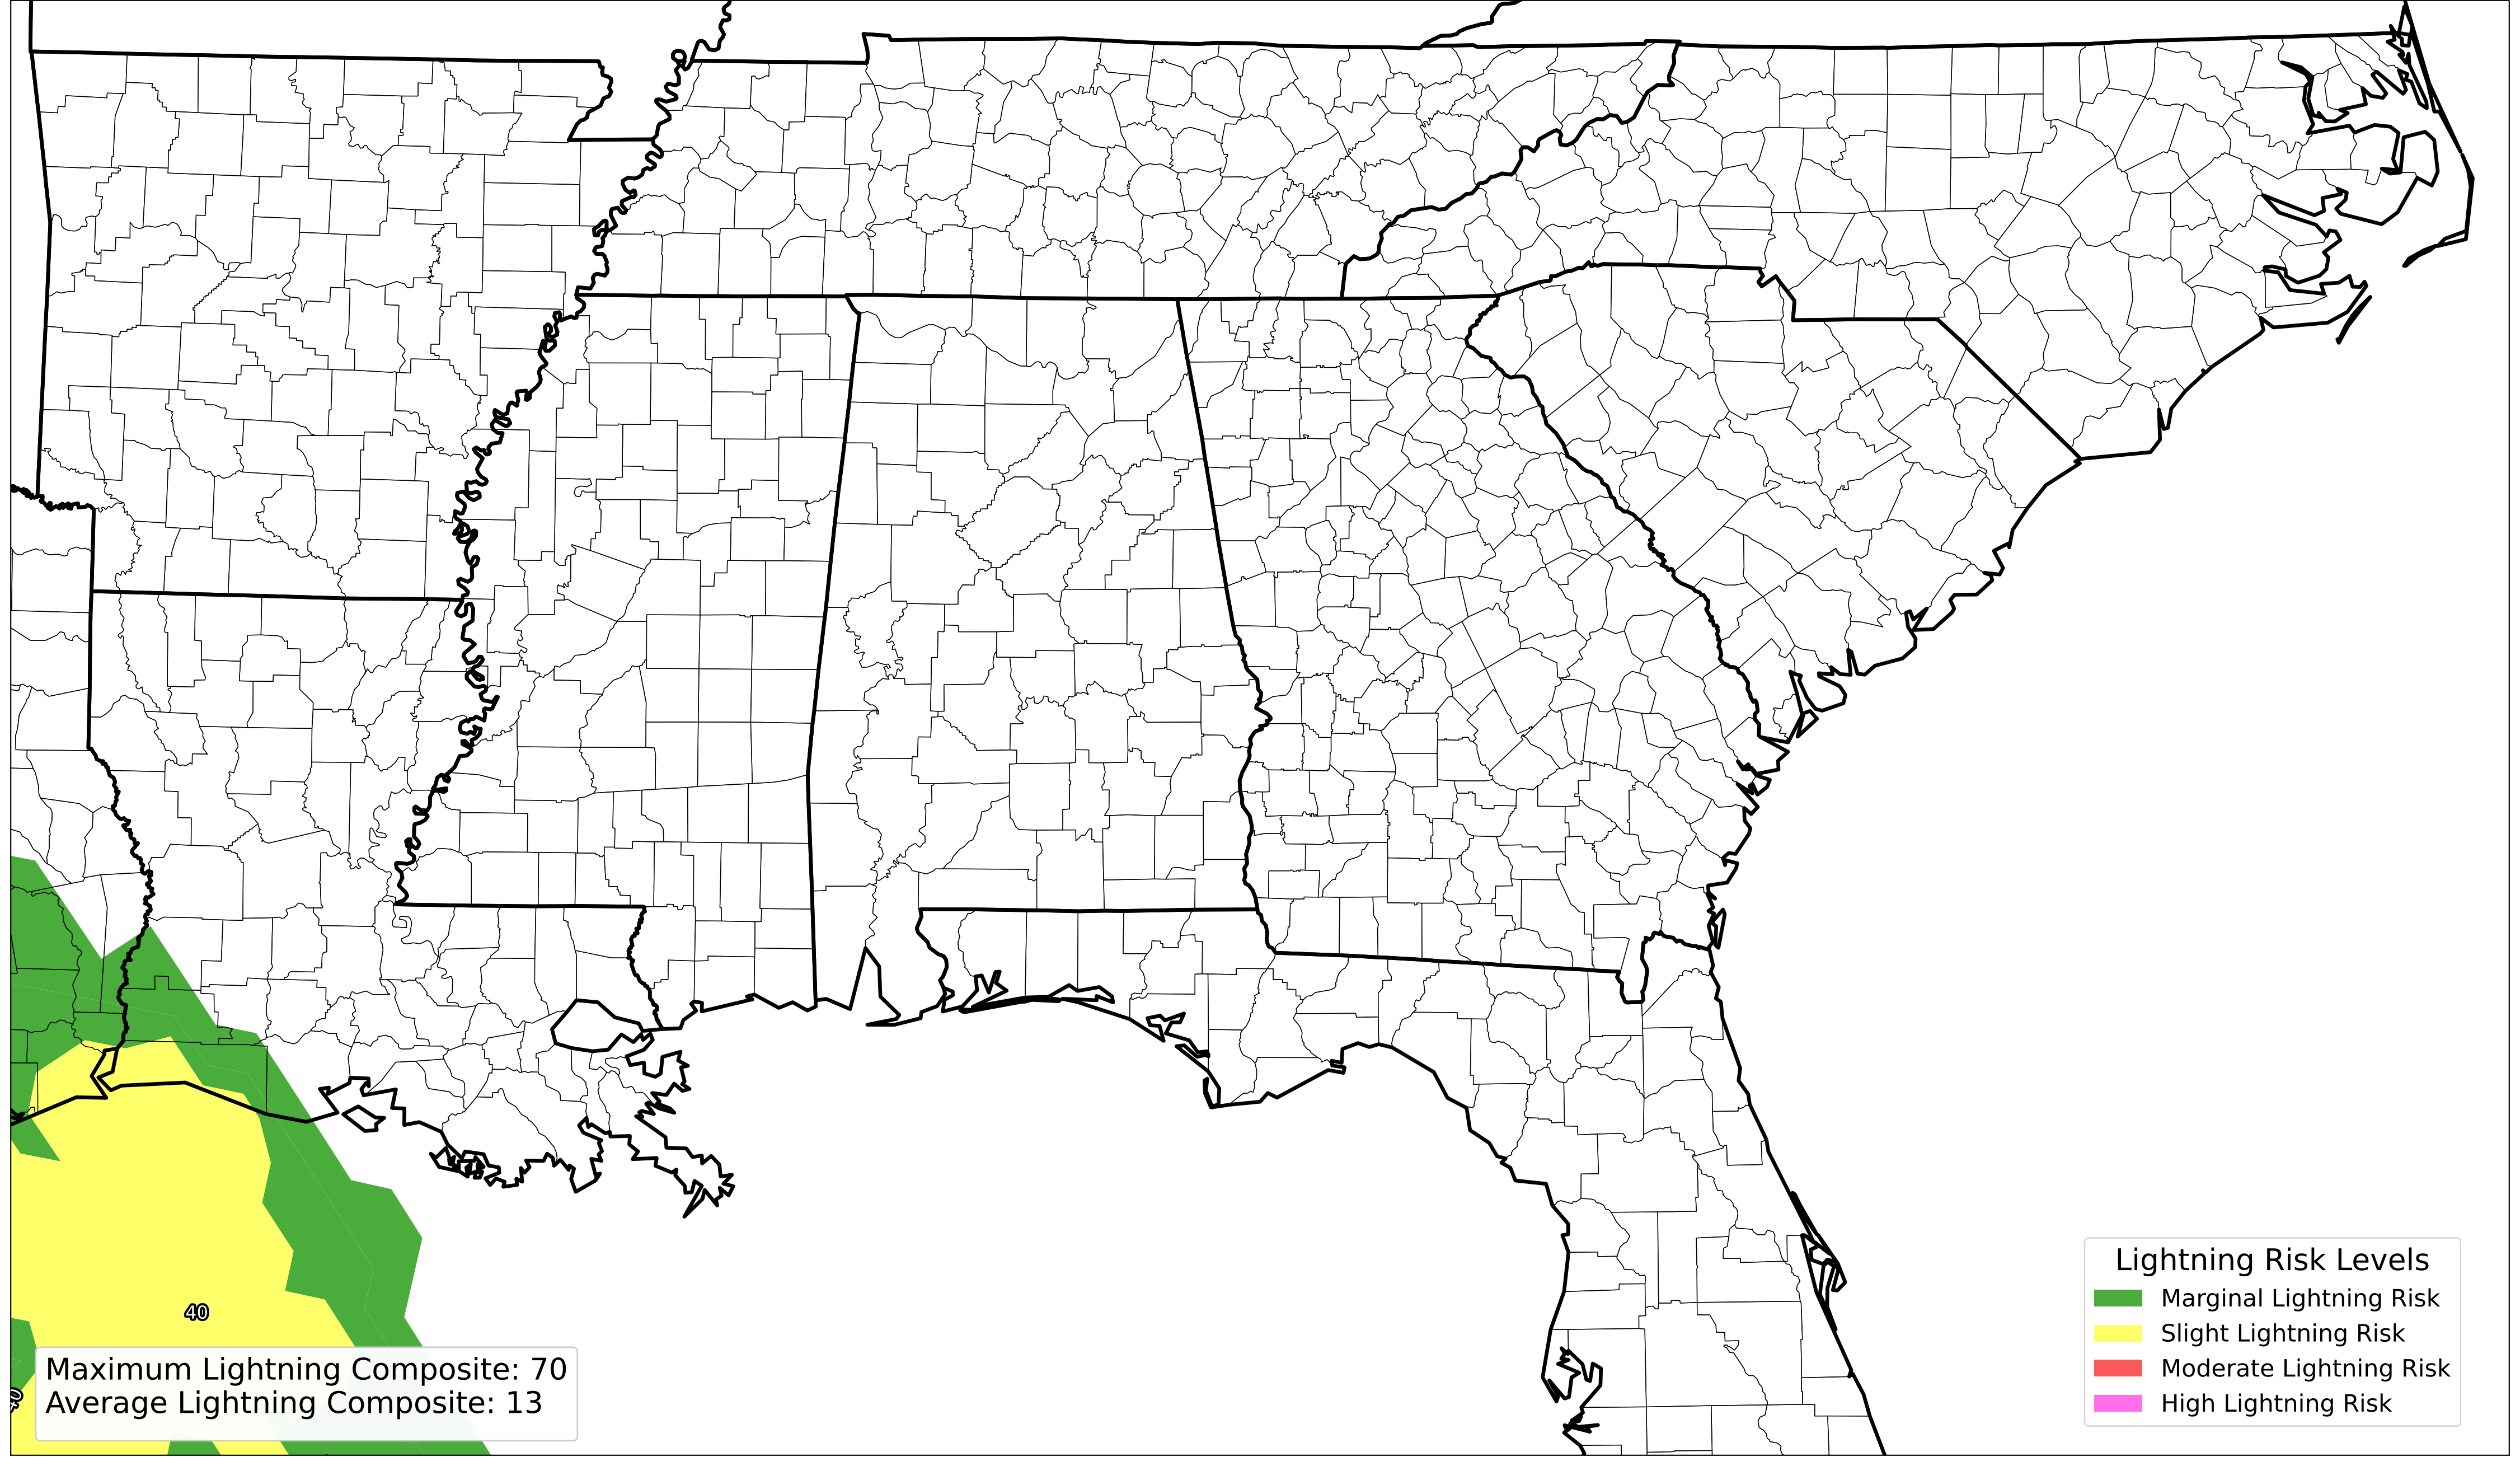 40
Maximum Lightning Composite: 70
Average Lightning Composite: 13
Lightning Risk Levels
Marginal Lightning Risk
Slight Lightning Risk
Moderate Lightning Risk
High Lightning Risk